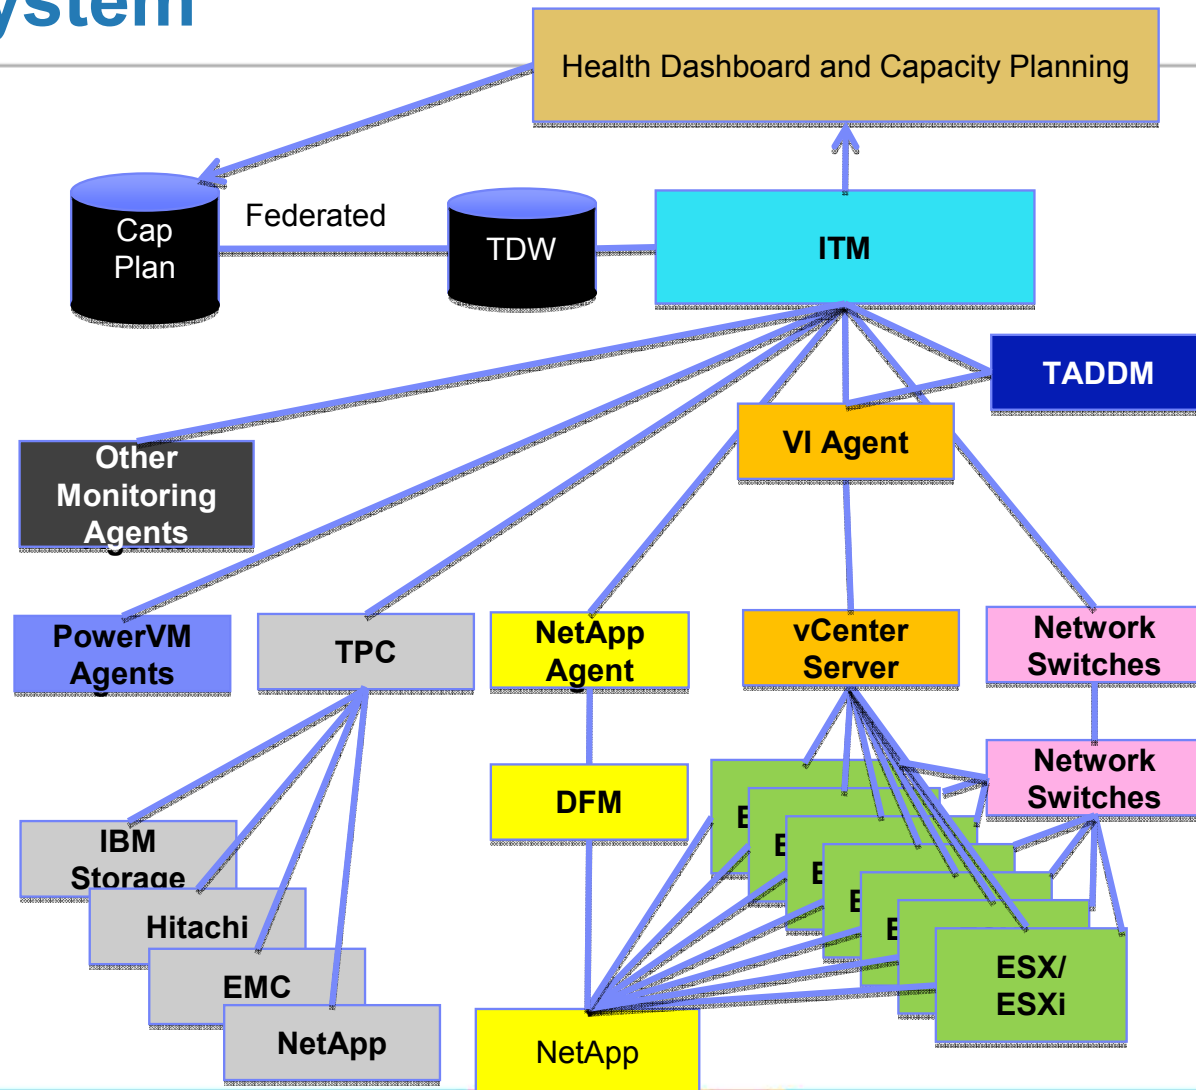 ystem
Health Dashboard and Capacity Planning
Cap
Plan
Federated
TDW
ITM
TADDM
VI Agent
Other
Monitoring
Agents
PowerVM
Agents
TPC
NetApp
Agent
vCenter
Server
Network
Switches
DFM
Network
Switches
IBM
Storage
Hitachi
EMC
NetApp
NetApp
E
E
E
E
E
ESX/
ESXi